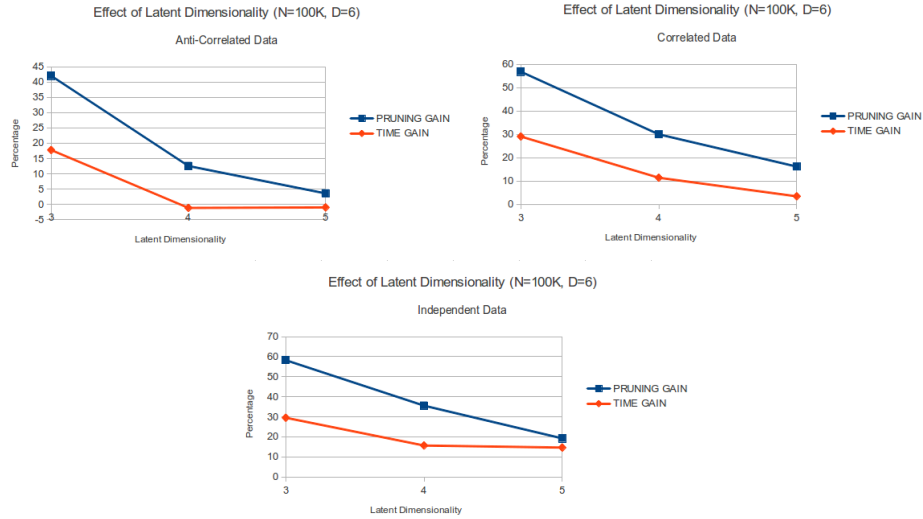 Effect of Latent Dimensionality (N=100K, D=6)
Anti-Correlated Data
45
40
35
30
25
20
15
10
5
0
-5
3
4
5
Percentage
Latent Dimensionality
PRUNING GAIN
TIME GAIN
Effect of Latent Dimensionality (N=100K, D=6)
Correlated Data
60
50
40
30
20
10
0
3
4
5
Percentage
Latent Dimensionality
PRUNING GAIN
TIME GAIN
Effect of Latent Dimensionality (N=100K, D=6)
Independent Data
70
60
50
40
30
20
10
0
3
4
5
Percentage
Latent Dimensionality
PRUNING GAIN
TIME GAIN